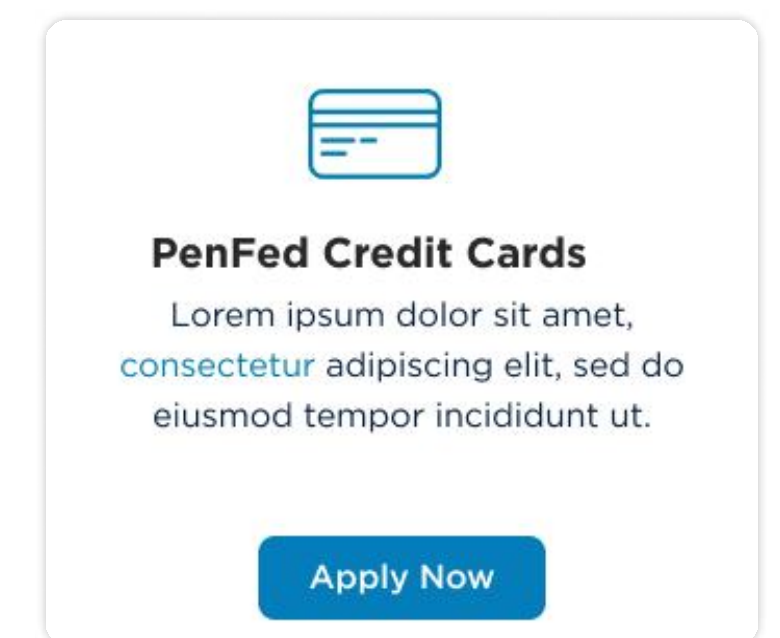 PenFed Credit Cards
Lorem ipsum dolor sit amet,
consectetur adipiscing elit, sed do
eiusmod tempor incididunt ut.
Apply Now